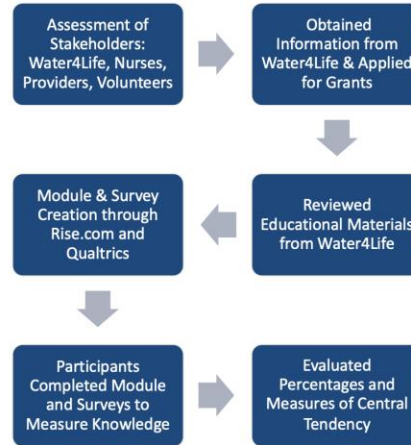 Assessment of
Stakeholders:
Water4Life, Nurses,
Providers, Volunteers
Obtained
Information from
Water4Life & Applied
for Grants
Reviewed
Educational Materials
from Water4Life
Module & Survey
Creation through
Rise.com and
Qualtrics
Participants
Completed Module
and Surveys to
Measure Knowledge
Evaluated
Percentages and
Measures of Central
Tendency